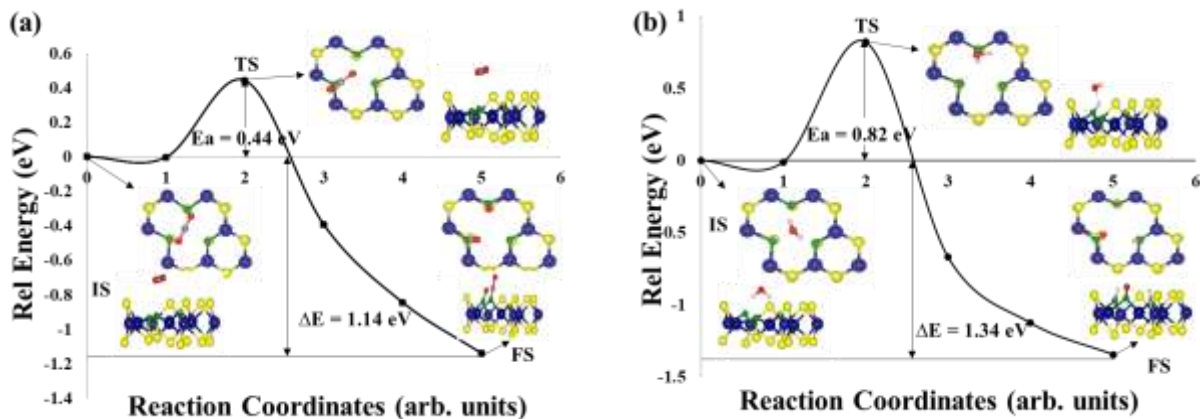 (a)
0.6
0.4
0.2
0
-0.2
-0.4
-0.6
-0.8
-1
-1.2
-1.4
Rel Energy (eV)
TS
Ea = 0.44 eV
0 1 2 3 4 5 6
IS
ΔE = 1.14 eV
FS
Reaction Coordinates (arb. units)
(b)
1
0.5
0
-0.5
-1
-1.5
Rel Energy (eV)
TS
Ea = 0.82 eV
0 1 2 3 4 5 6
IS
ΔE = 1.34 eV
FS
Reaction Coordinates (arb. units)